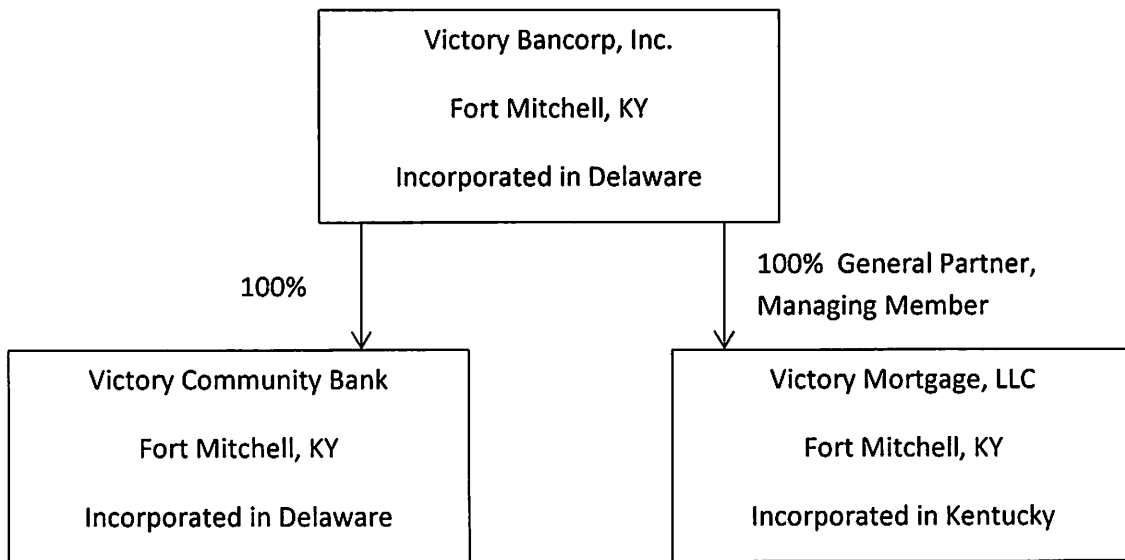 Victory Bancorp, Inc.
Fort Mitchell, KY
Incorporated in Delaware
100%
100% General Partner,
Managing Member
Victory Community Bank
Fort Mitchell, KY
Incorporated in Delaware
Victory Mortgage, LLC
Fort Mitchell, KY
Incorporated in Kentucky